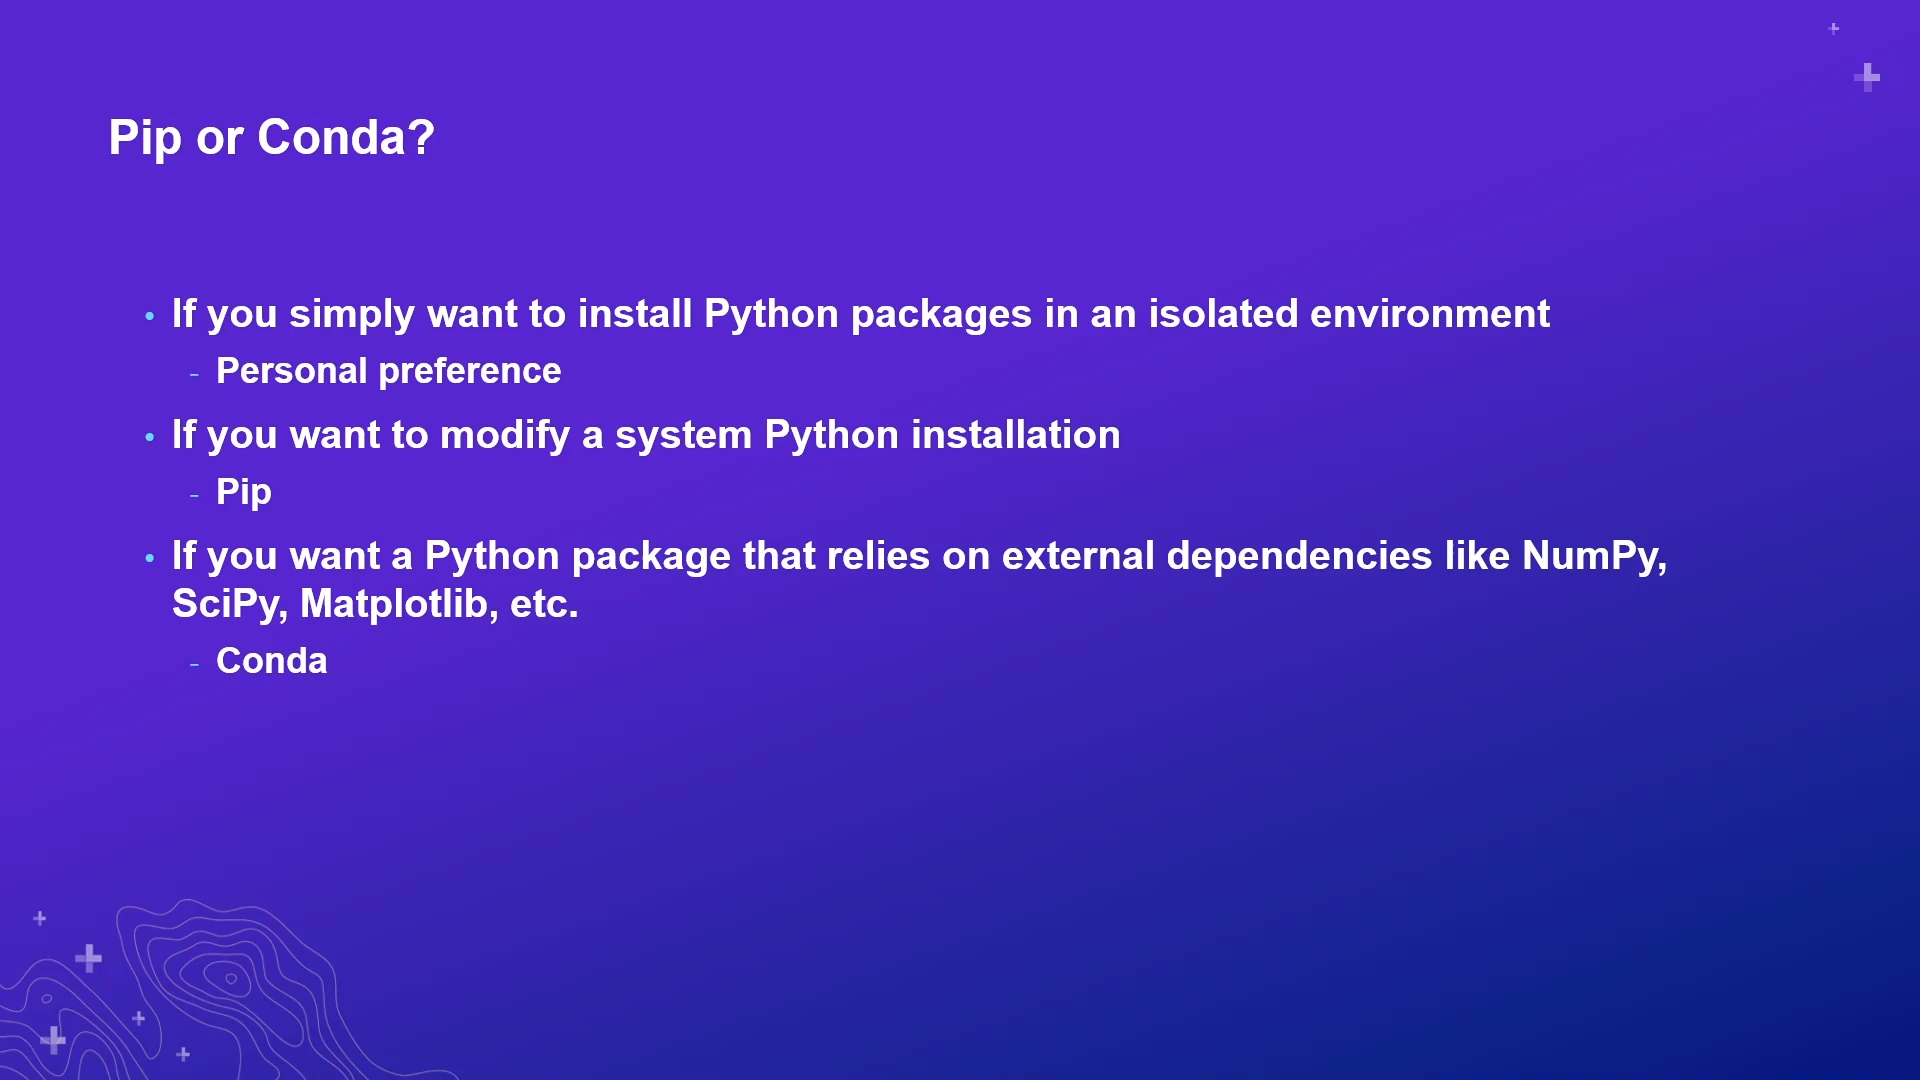 Pip or Conda?
• If you simply want to install Python packages in an isolated environment
- Personal preference
• If you want to modify a system Python installation
- Pip
• If you want a Python package that relies on external dependencies like NumPy,
SciPy, Matplotlib, etc.
- Conda